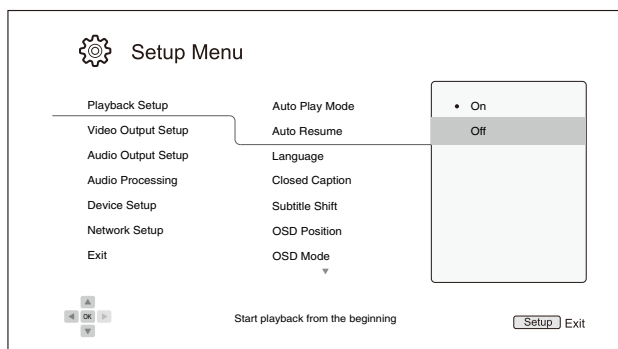 Setup Menu
Playback Setup
Video Output Setup
Audio Output Setup
Audio Processing
Device Setup
Network Setup
Exit
Auto Play Mode
Auto Resume
Language
Closed Caption
Subtitle Shift
OSD Position
OSD Mode
• On
Off
OK
Start playback from the beginning
Setup Exit